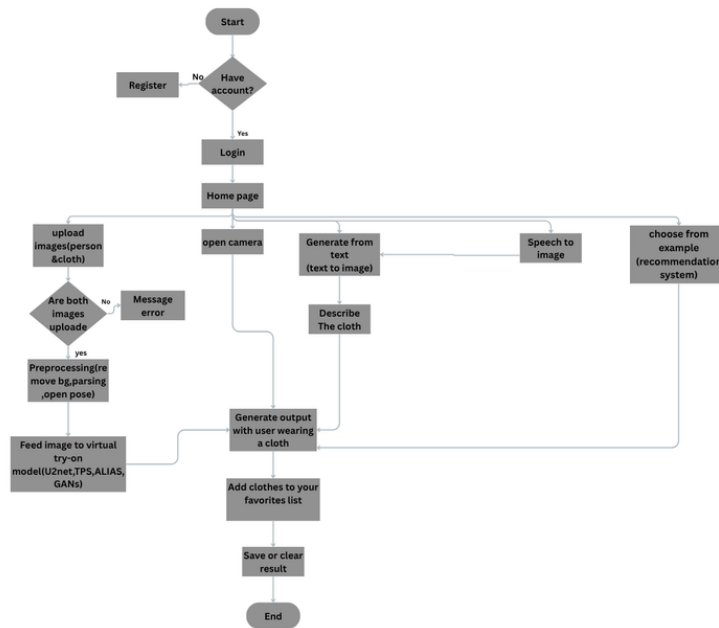 Start
No
Have
account?
Register
Yes
Login
Home page
upload
images(person
&cloth)
open camera
Generate from
text
(text to image)
Speech to
image
choose from
example
(recommendation
system)
Are both
images
uploade
No
Message
error
Describe
The cloth
yes
Preprocessing(re
move bg,parsing
,open pose)
Generate output
with user wearing
a cloth
Feed image to virtual
try-on
model(U2net,TPS,ALIAS,
GANs)
Add clothes to your
favorites list
Save or clear
result
End